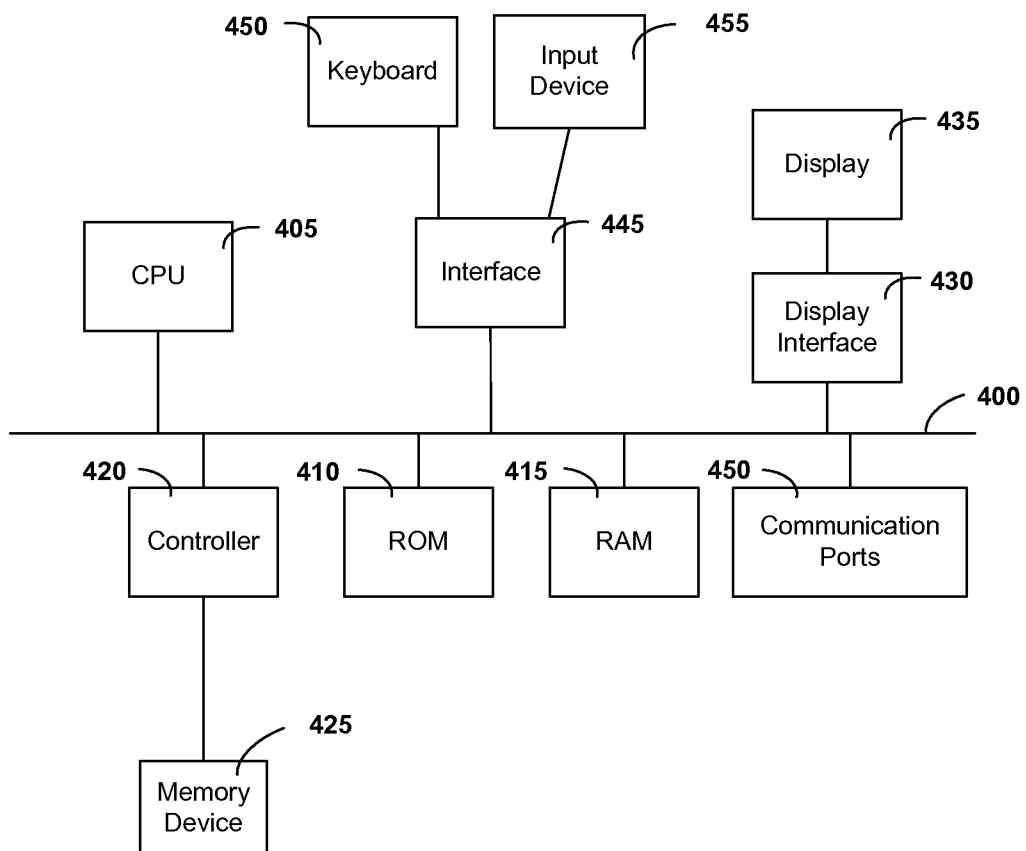 450
Keyboard
455
Input
Device
435
Display
405
CPU
445
Interface
430
Display
Interface
400
420
Controller
410
ROM
415
RAM
450
Communication
Ports
425
Memory
Device